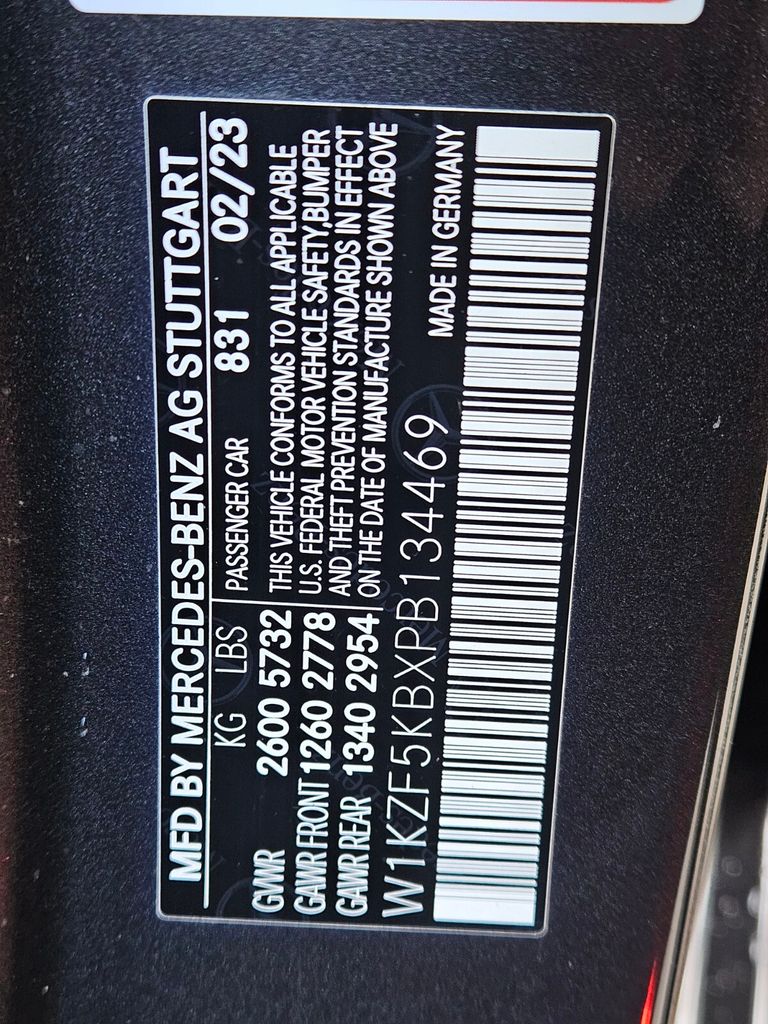 MFD BY MERCEDES-BENZ AG STUTTGART
KG LBS PASSENGER CAR 831 02/23
GVWR 2600 5732
GAWR FRONT 1260 2778
GAWR REAR 1340 2954
THIS VEHICLE CONFORMS TO ALL APPLICABLE
U.S. FEDERAL MOTOR VEHICLE SAFETY,BUMPER
AND THEFT PREVENTION STANDARDS IN EFFECT
ON THE DATE OF MANUFACTURE SHOWN ABOVE
W1KZF5KBXPB134469
MADE IN GERMANY